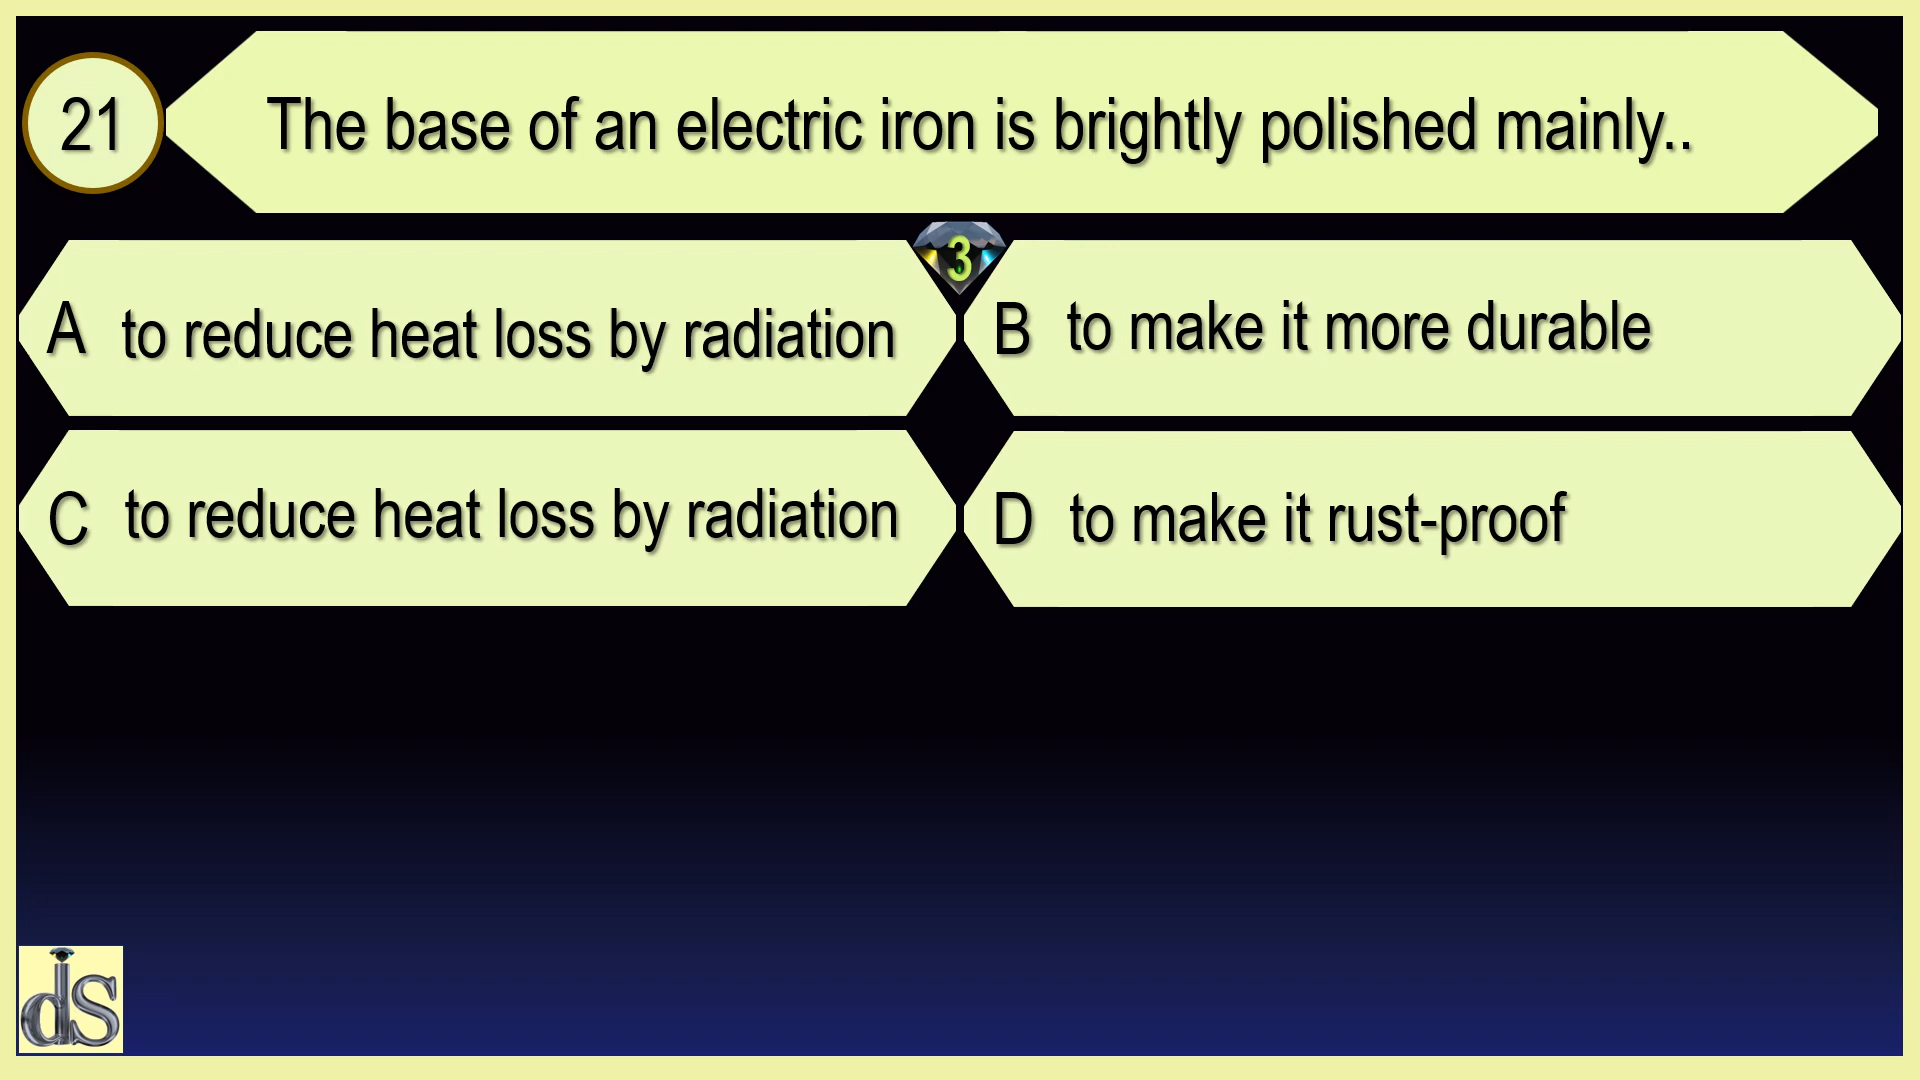 21
The base of an electric iron is brightly polished mainly..
3
A to reduce heat loss by radiation
B to make it more durable
C to reduce heat loss by radiation
D to make it rust-proof
ds